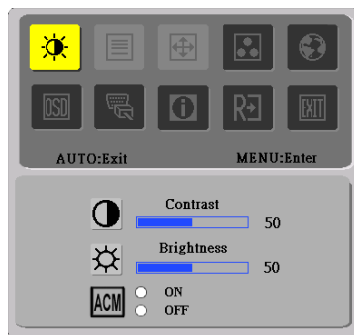 OSD R EXIT
AUTO:Exit MENU:Enter
Contrast
50
Brightness
50
ACM ON
OFF